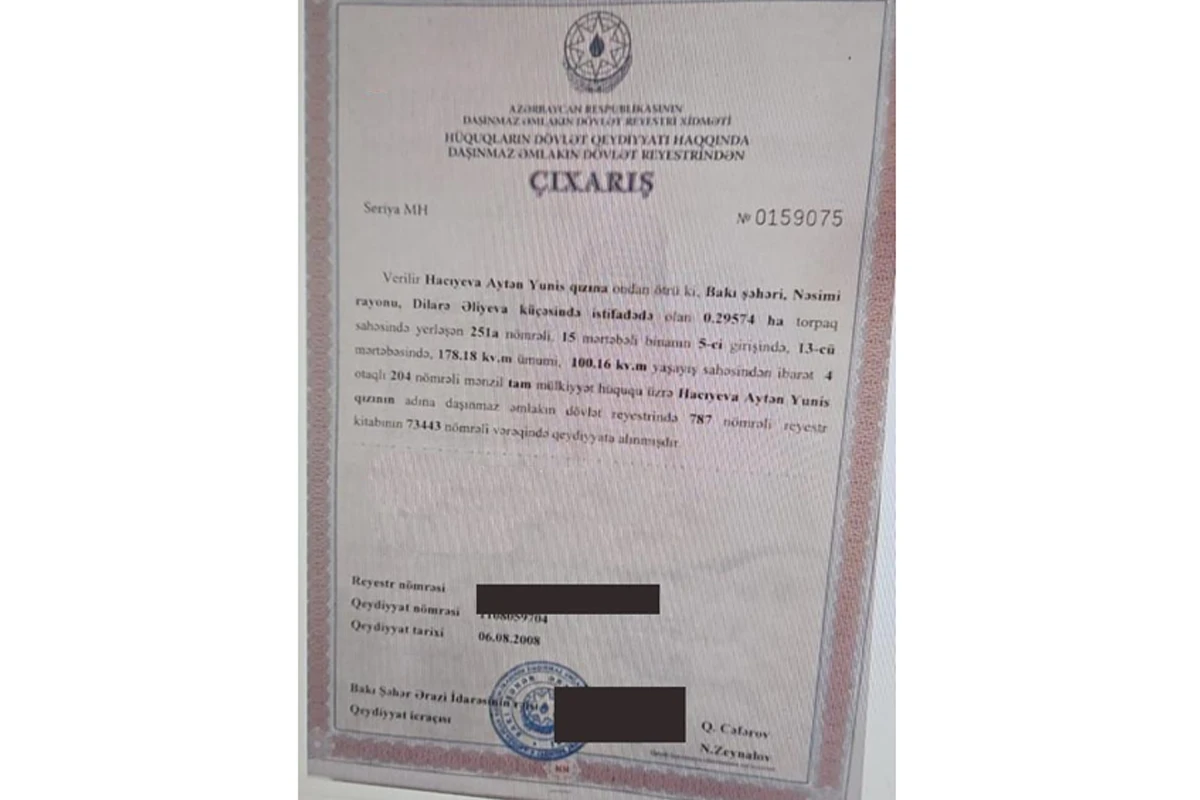 AZƏRBAYCAN RESPUBLİKASININ
DAŞINMAZ ƏMLAKIN DÖVLƏT REYESTRİ XİDMƏTİ
HÜQUQLARIN DÖVLƏT QEYDİYYATI HAQQINDA
DAŞINMAZ ƏMLAKIN DÖVLƏT REYESTRİNDƏN
ÇIXARIŞ
Seriya MH
№ 0159075
Verilir Hacıyeva Aytən Yunis qızına ondan ötrü ki, Bakı şəhəri, Nəsimi
rayonu, Dilarə Əliyeva küçəsində istifadədə olan 0.29574 ha torpaq
sahəsində yerləşən 251a nömrəli, 15 mərtəbəli binanın 5-ci girişində, 13-cü
mərtəbəsində, 178.18 kv.m ümumi, 100.16 kv.m yaşayış sahəsindən ibarət 4
otaqlı 204 nömrəli mənzil tam mülkiyyət hüququ üzrə Hacıyeva Aytən Yunis
qızının adına daşınmaz əmlakın dövlət reyestrində 787 nömrəli reyestr
kitabının 73443 nömrəli vərəqində qeydiyyata alınmışdır.
Reyestr nömrəsi
Qeydiyyat nömrəsi 1108059704
Qeydiyyat tarixi 06.08.2008
Bakı Şəhər Ərazi İdarəsinin rəisi
Q. Cəfərov
Qeydiyyat icraçısı
N.Zeynalov